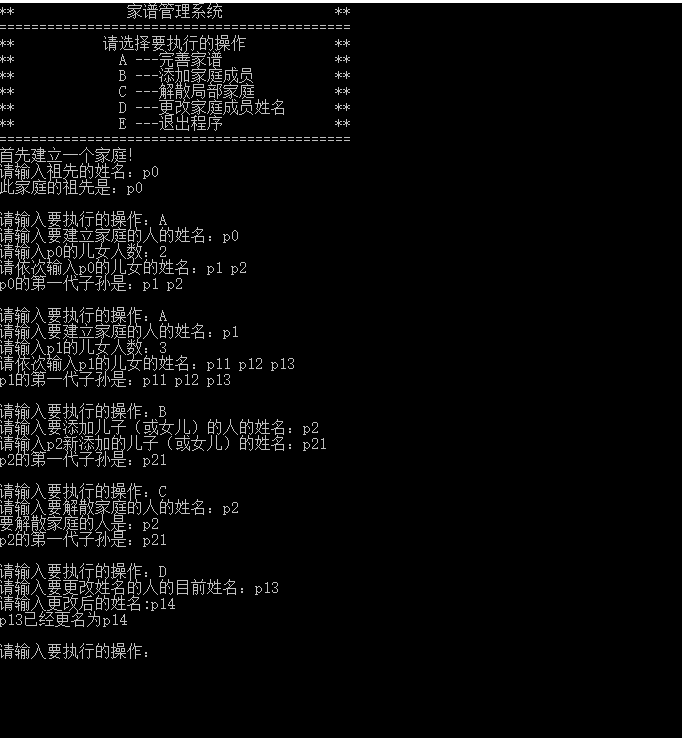 **              家谱管理系统              **
============================================
**           请选择要执行的操作           **
**             A ---完善家谱              **
**             B ---添加家庭成员          **
**             C ---解散局部家庭          **
**             D ---更改家庭成员姓名      **
**             E ---退出程序              **
============================================
首先建立一个家庭!
请输入祖先的姓名: p0
此家庭的祖先是: p0
请输入要执行的操作: A
请输入要建立家庭的人的姓名: p0
请输入p0的儿女人数: 2
请依次输入p0的儿女的姓名: p1 p2
p0的第一代子孙是: p1 p2
请输入要执行的操作: A
请输入要建立家庭的人的姓名: p1
请输入p1的儿女人数: 3
请依次输入p1的儿女的姓名: p11 p12 p13
p1的第一代子孙是: p11 p12 p13
请输入要执行的操作: B
请输入要添加儿子（或女儿）的人的姓名: p2
请输入p2新添加的儿子（或女儿）的姓名: p21
p2的第一代子孙是: p21
请输入要执行的操作: C
请输入要解散家庭的人的姓名: p2
要解散家庭的人是: p2
p2的第一代子孙是: p21
请输入要执行的操作: D
请输入要更改姓名的人的目前姓名: p13
请输入更改后的姓名:p14
p13已经更名为p14
请输入要执行的操作: